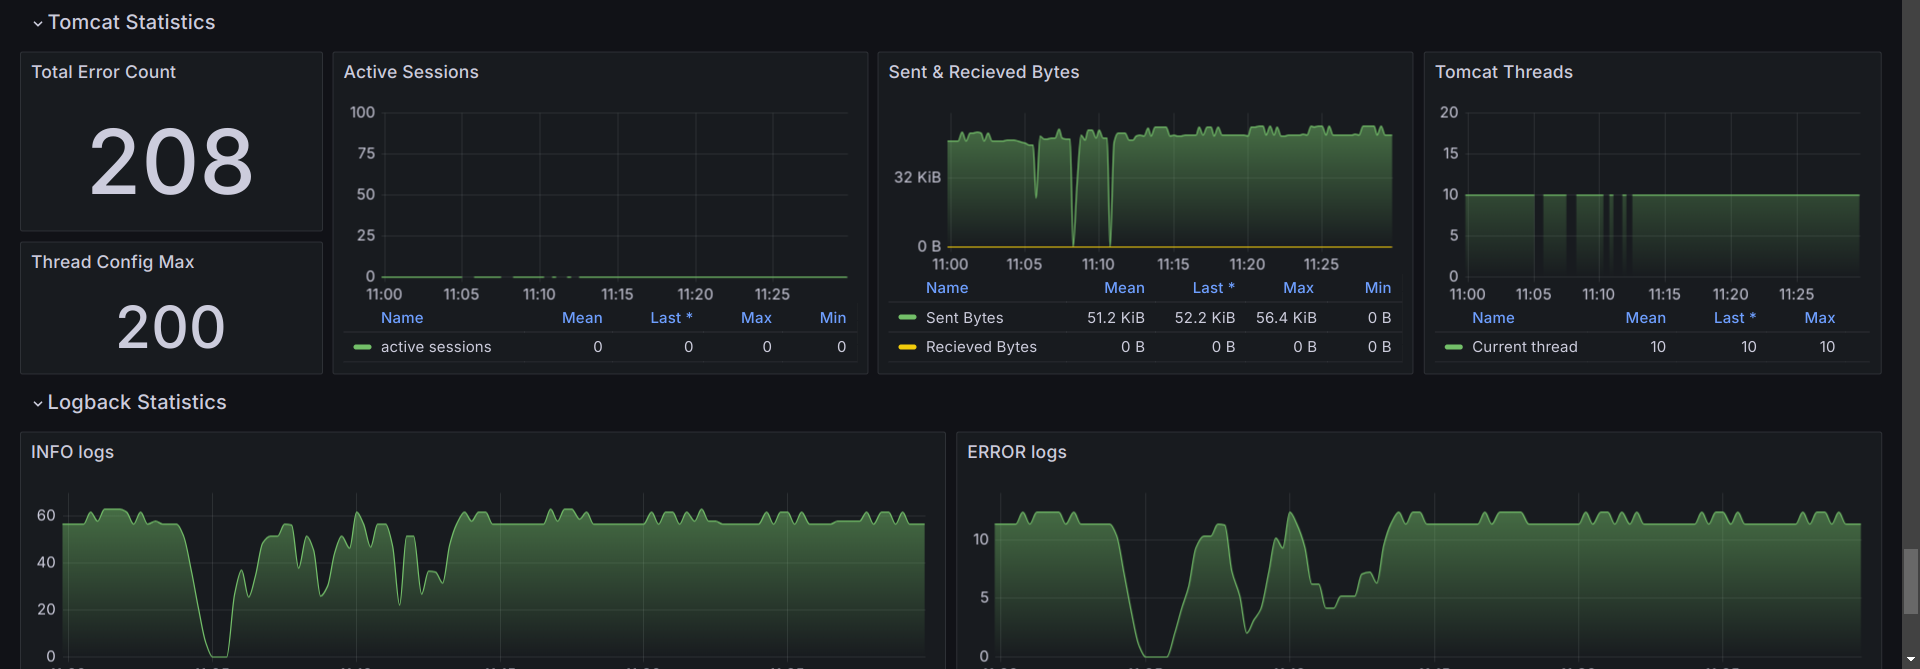 Tomcat Statistics
Total Error Count
208
Thread Config Max
200
Active Sessions
100
75
50
25
0
11:00 11:05 11:10 11:15 11:20 11:25
Name Mean Last * Max Min
active sessions 0 0 0 0
Sent & Recieved Bytes
32 KiB
0 B
11:00 11:05 11:10 11:15 11:20 11:25
Name Mean Last * Max Min
Sent Bytes 51.2 KiB 52.2 KiB 56.4 KiB 0 B
Recieved Bytes 0 B 0 B 0 B 0 B
Tomcat Threads
20
15
10
5
0
11:00 11:05 11:10 11:15 11:20 11:25
Name Mean Last * Max
Current thread 10 10 10
Logback Statistics
INFO logs
60
40
20
0
ERROR logs
10
5
0